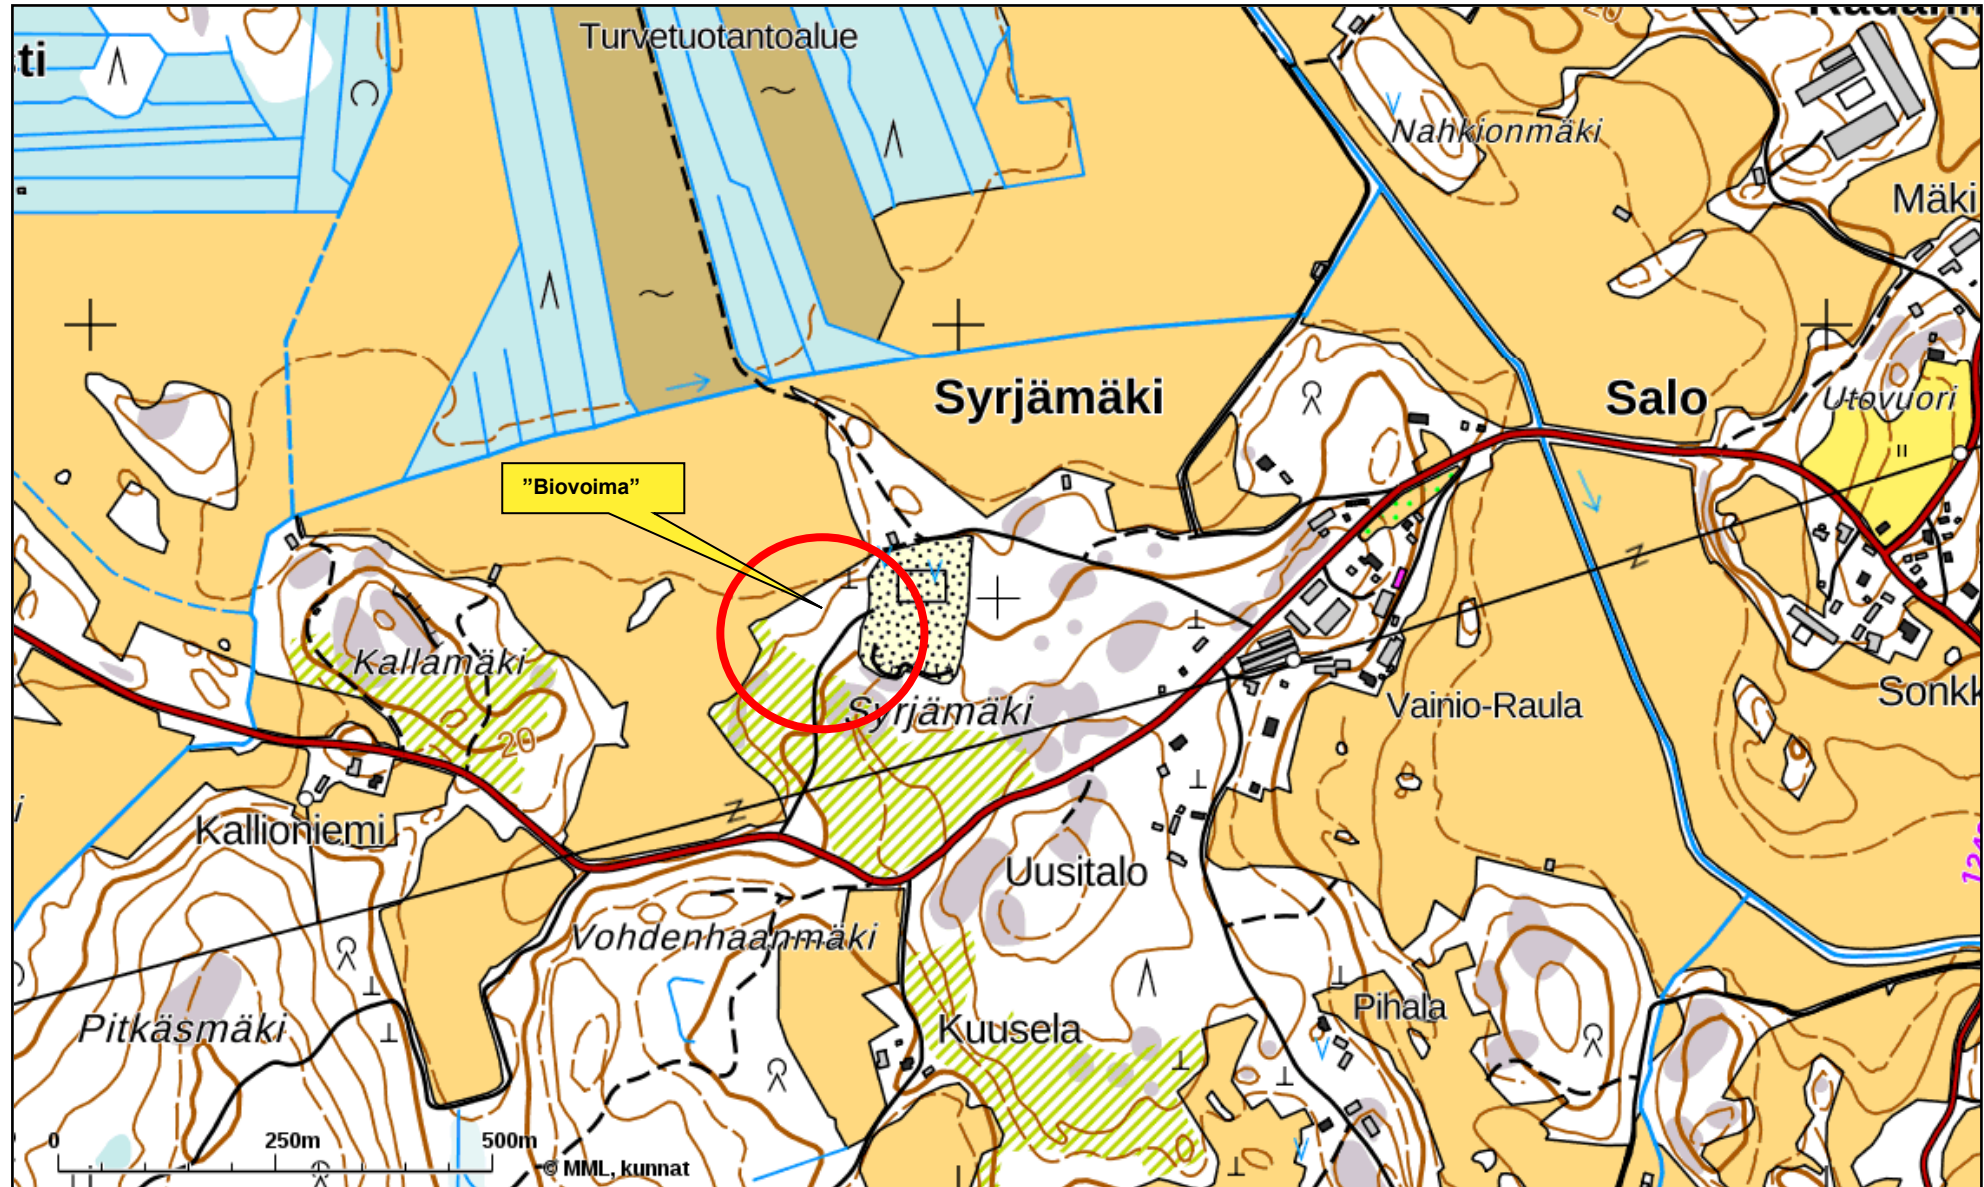 Turvetuotantoalue
ti
Nahkionmäki
Mäki
Syrjämäki
Salo
Utovuori
"Biovoima"
Kallamäki
20
Syrjämäki
Vainio-Raula
Sonkk
Kallioniemi
Uusitalo
Vohdenhaanmäki
Pitkäsmäki
Kuusela
Pihala
0 250m 500m
© MML, kunnat